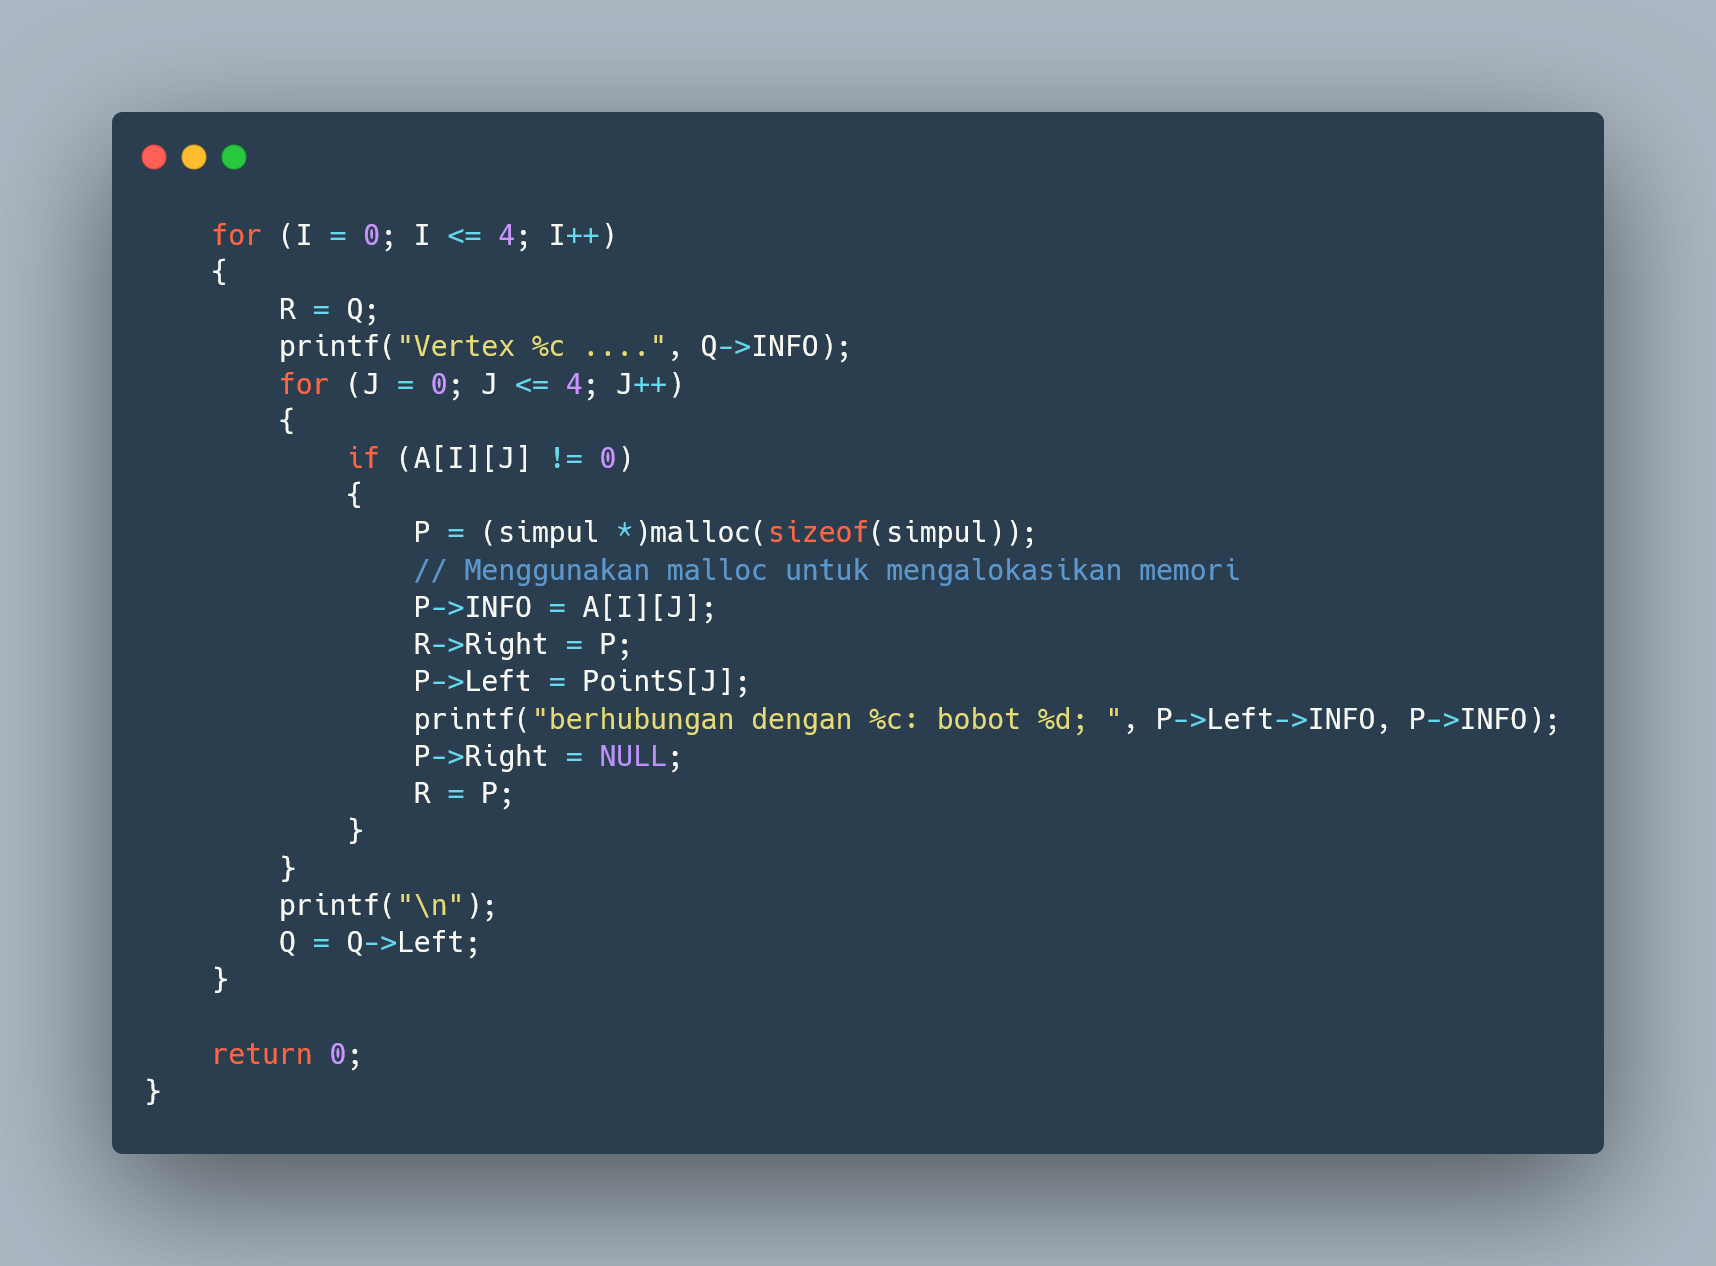 for (I = 0; I <= 4; I++)
{
R = Q;
printf("Vertex %c ....", Q->INFO);
for (J = 0; J <= 4; J++)
{
if (A[I][J] != 0)
{
P = (simpul *)malloc(sizeof(simpul));
// Menggunakan malloc untuk mengalokasikan memori
P->INFO = A[I][J];
R->Right = P;
P->Left = PointS[J];
printf("berhubungan dengan %c: bobot %d; ", P->Left->INFO, P->INFO);
P->Right = NULL;
R = P;
}
}
printf("\n");
Q = Q->Left;
}
return 0;
}